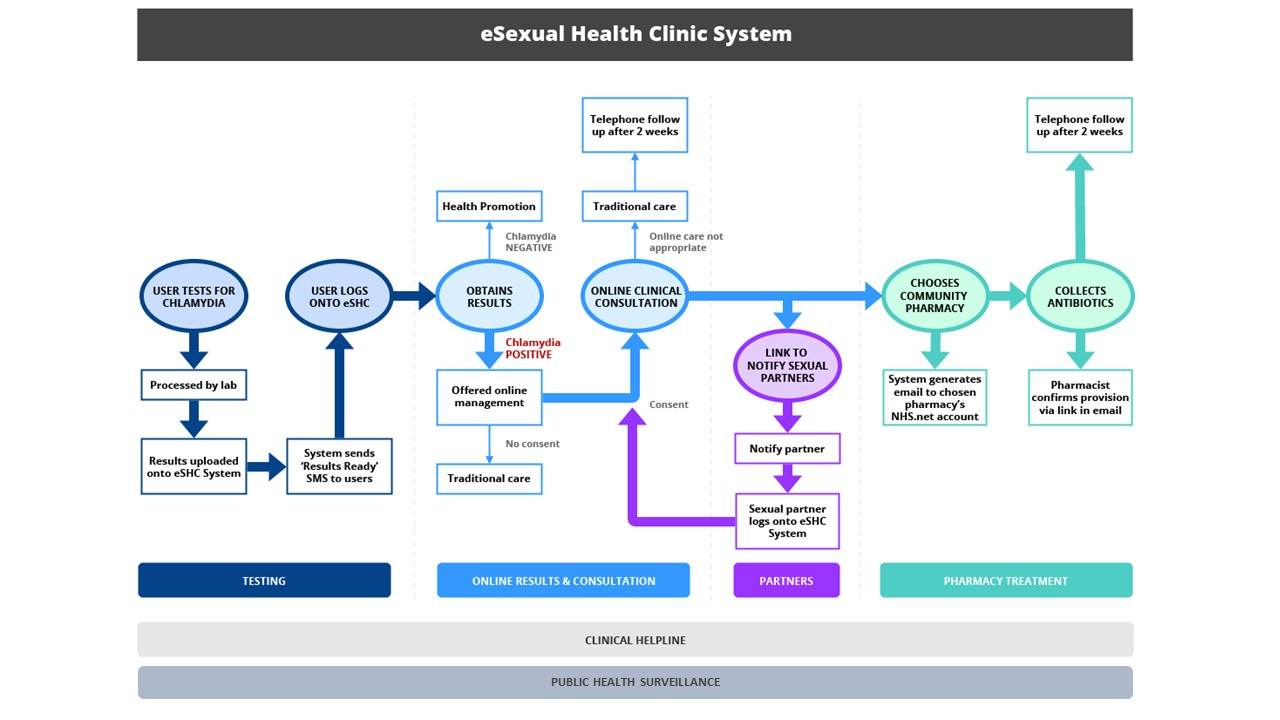 eSexual Health Clinic System
Telephone follow
up after 2 weeks
Telephone follow
up after 2 weeks
Health Promotion
Traditional care
Chlamydia
NEGATIVE
Online care not
appropriate
USER TESTS FOR
CHLAMYDIA
USER LOGS
ONTO eSHC
OBTAINS
RESULTS
ONLINE CLINICAL
CONSULTATION
CHOOSES
COMMUNITY
PHARMACY
COLLECTS
ANTIBIOTICS
Chlamydia
POSITIVE
LINK TO
NOTIFY SEXUAL
PARTNERS
Processed by lab
Offered online
management
Consent
System generates
email to chosen
pharmacy's
NHS.net account
Pharmacist
confirms provision
via link in email
No consent
Notify partner
Results uploaded
onto eSHC System
System sends
‘Results Ready’
SMS to users
Traditional care
Sexual partner
logs onto eSHC
System
TESTING
ONLINE RESULTS & CONSULTATION
PARTNERS
PHARMACY TREATMENT
CLINICAL HELPLINE
PUBLIC HEALTH SURVEILLANCE